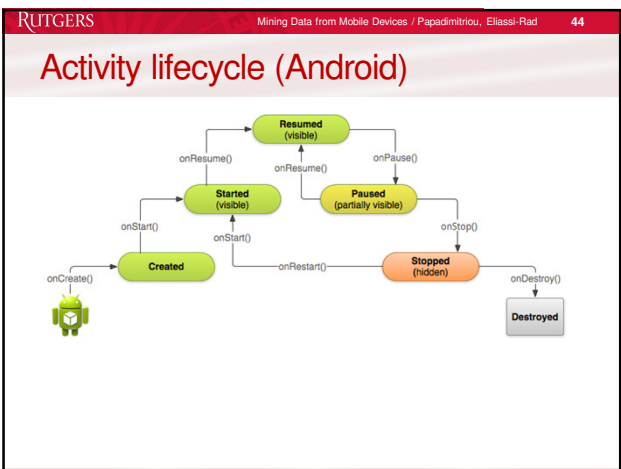 RUTGERS
Mining Data from Mobile Devices / Papadimitriou, Eliassi-Rad 44
Activity lifecycle (Android)
Resumed
(visible)
onResume()
onResume()
onPause()
Started
(visible)
Paused
(partially visible)
onStart()
onStart()
onStop()
Created
onRestart()
Stopped
(hidden)
onCreate()
onDestroy()
Destroyed